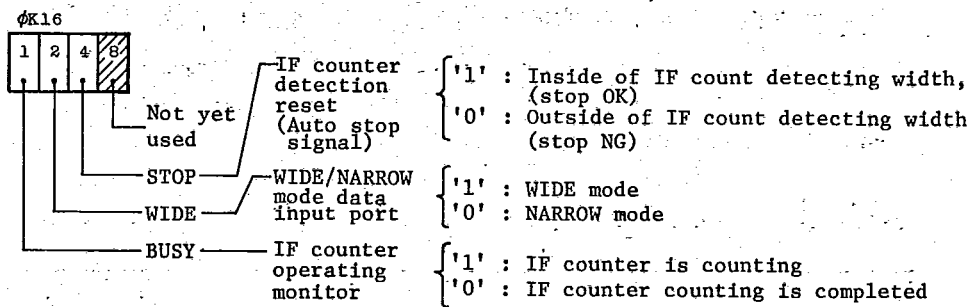 ϕK16
1 2 4 8
IF counter
detection
reset
(Auto stop
signal)
'1' : Inside of IF count detecting width,
(stop OK)
'0' : Outside of IF count detecting width
(stop NG)
Not yet
used
STOP
WIDE
WIDE/NARROW
mode data
input port
'1' : WIDE mode
'0' : NARROW mode
BUSY
IF counter
operating
monitor
'1' : IF counter is counting
'0' : IF counter counting is completed